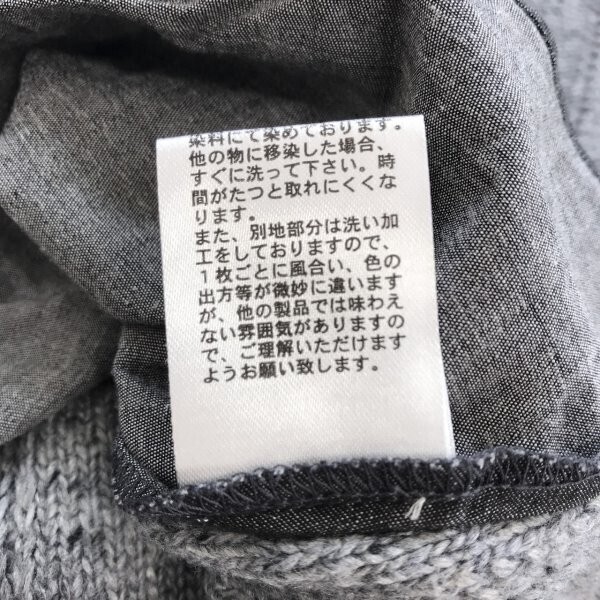 染料にて染めております。
他の物に移染した場合、
すぐに洗って下さい。時
間がたつと取れにくくな
ります。
また、別地部分は洗い加
工をしておりますので、
1枚ごとに風合い、色の
出方等が微妙に違います
が、他の製品では味わえ
ない雰囲気がありますの
で、ご理解いただけます
ようお願い致します。